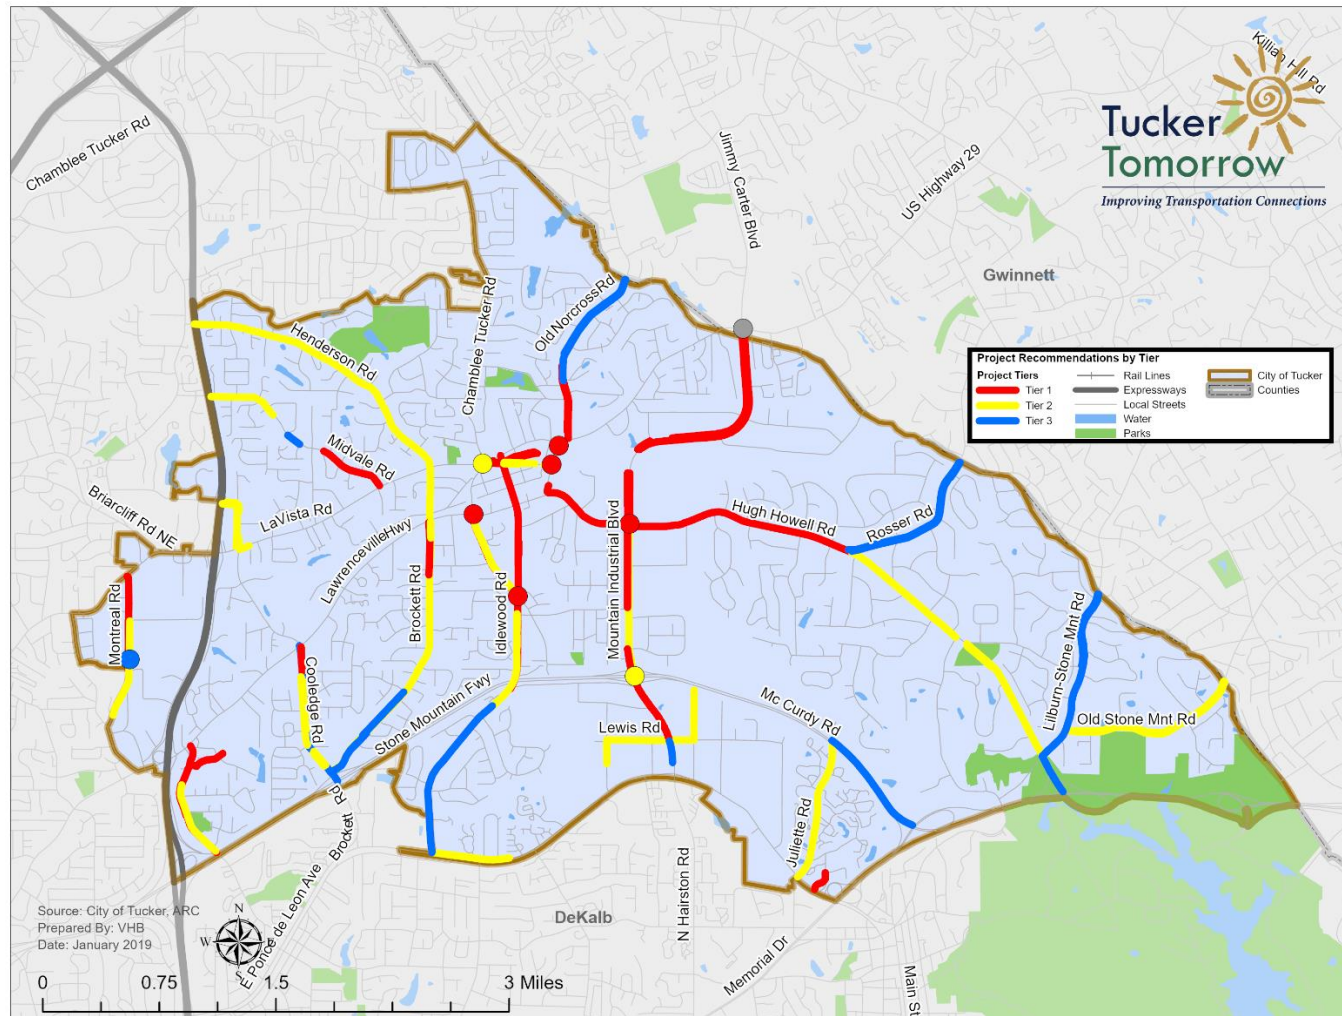 Killian Hill Rd
Tucker
Tomorrow
Improving Transportation Connections
Chamblee Tucker Rd
Jimmy Carter Blvd
US Highway 29
Gwinnett
Chamblee Tucker Rd
Old Norcross Rd
Henderson Rd
Project Recommendations by Tier
Project Tiers
Tier 1
Tier 2
Tier 3
Rail Lines
Expressways
Local Streets
Water
Parks
City of Tucker
Counties
Midvale Rd
Briarcliff Rd NE
LaVista Rd
LawrencevilleHwy
Hugh Howell Rd
Rosser Rd
Montreal Rd
Brockett Rd
Idlewood Rd
Mountain Industrial Blvd
Lilburn-Stone Mnt Rd
Cooledge Rd
Stone Mountain Fwy
Lewis Rd
Mc Curdy Rd
Old Stone Mnt Rd
Juliette Rd
Brockett Rd
E Ponce de Leon Ave
N Hairston Rd
DeKalb
Memorial Dr
Main St
Source: City of Tucker, ARC
Prepared By: VHB
Date: January 2019
N
W
E
S
0 0.75 1.5 3 Miles